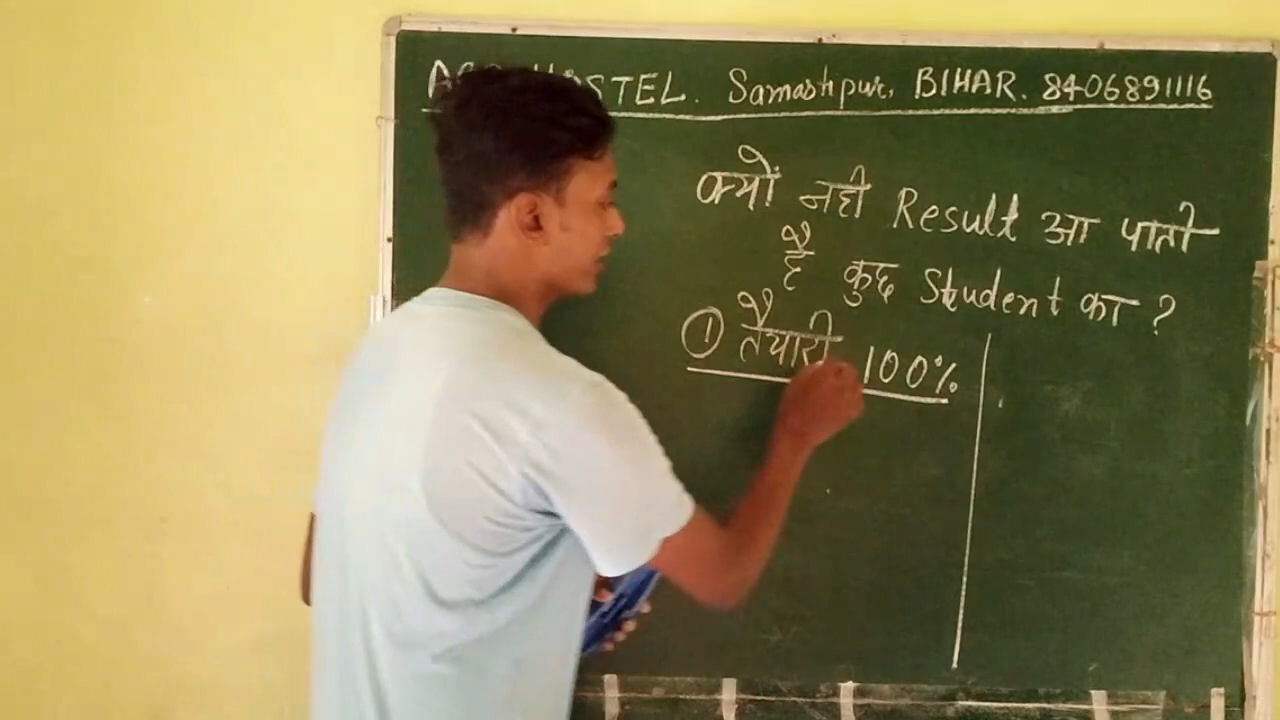 HOSTEL. Samastipur, BIHAR. 8406891116
क्यों नही Result आ पाती
है कुछ Student का ?
① तैयारी 100%